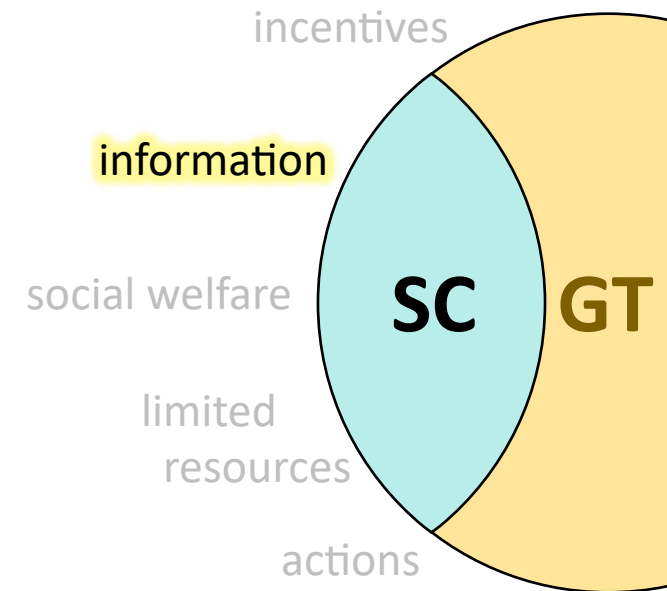 incentives
information
social welfare
SC GT
limited
resources
actions